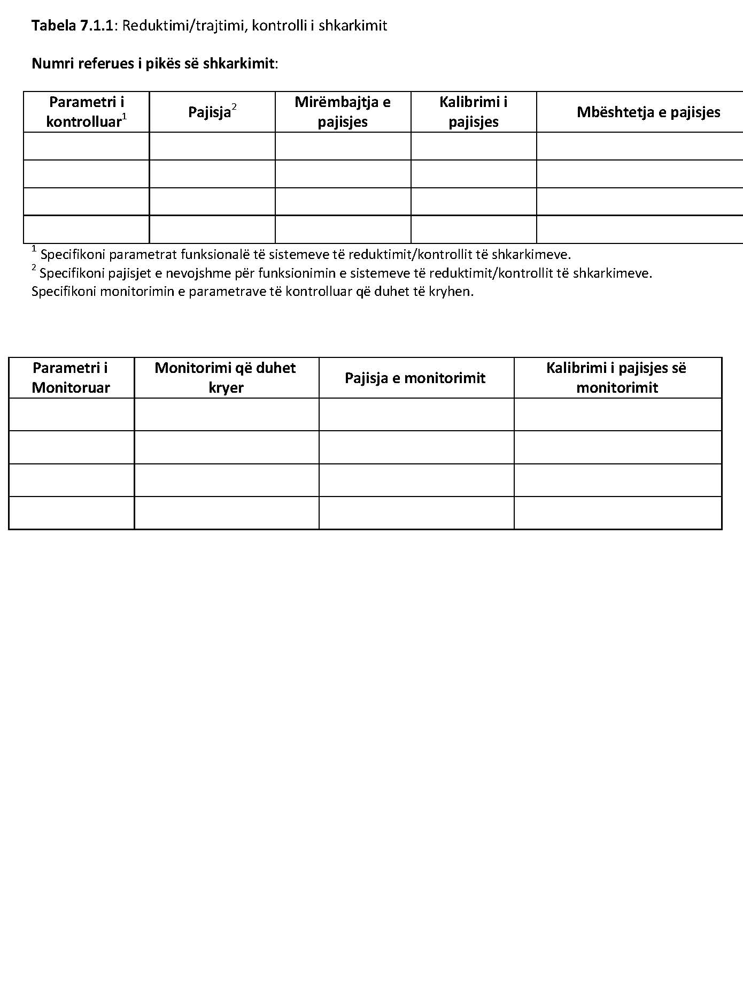 Tabela 7.1.1: Reduktimi/trajtimi, kontrolli i shkarkimit
Numri referues i pikës së shkarkimit:
Parametri i
kontrolluar1
Pajisja2
Mirëmbajtja e
pajisjes
Kalibrimi i
pajisjes
Mbështetja e pajisjes
1 Specifikoni parametrat funksionalë të sistemeve të reduktimit/kontrollit të shkarkimeve.
2 Specifikoni pajisjet e nevojshme për funksionimin e sistemeve të reduktimit/kontrollit të shkarkimeve.
Specifikoni monitorimin e parametrave të kontrolluar që duhet të kryhen.
Parametri i
Monitoruar
Monitorimi që duhet
kryer
Pajisja e monitorimit
Kalibrimi i pajisjes së
monitorimit